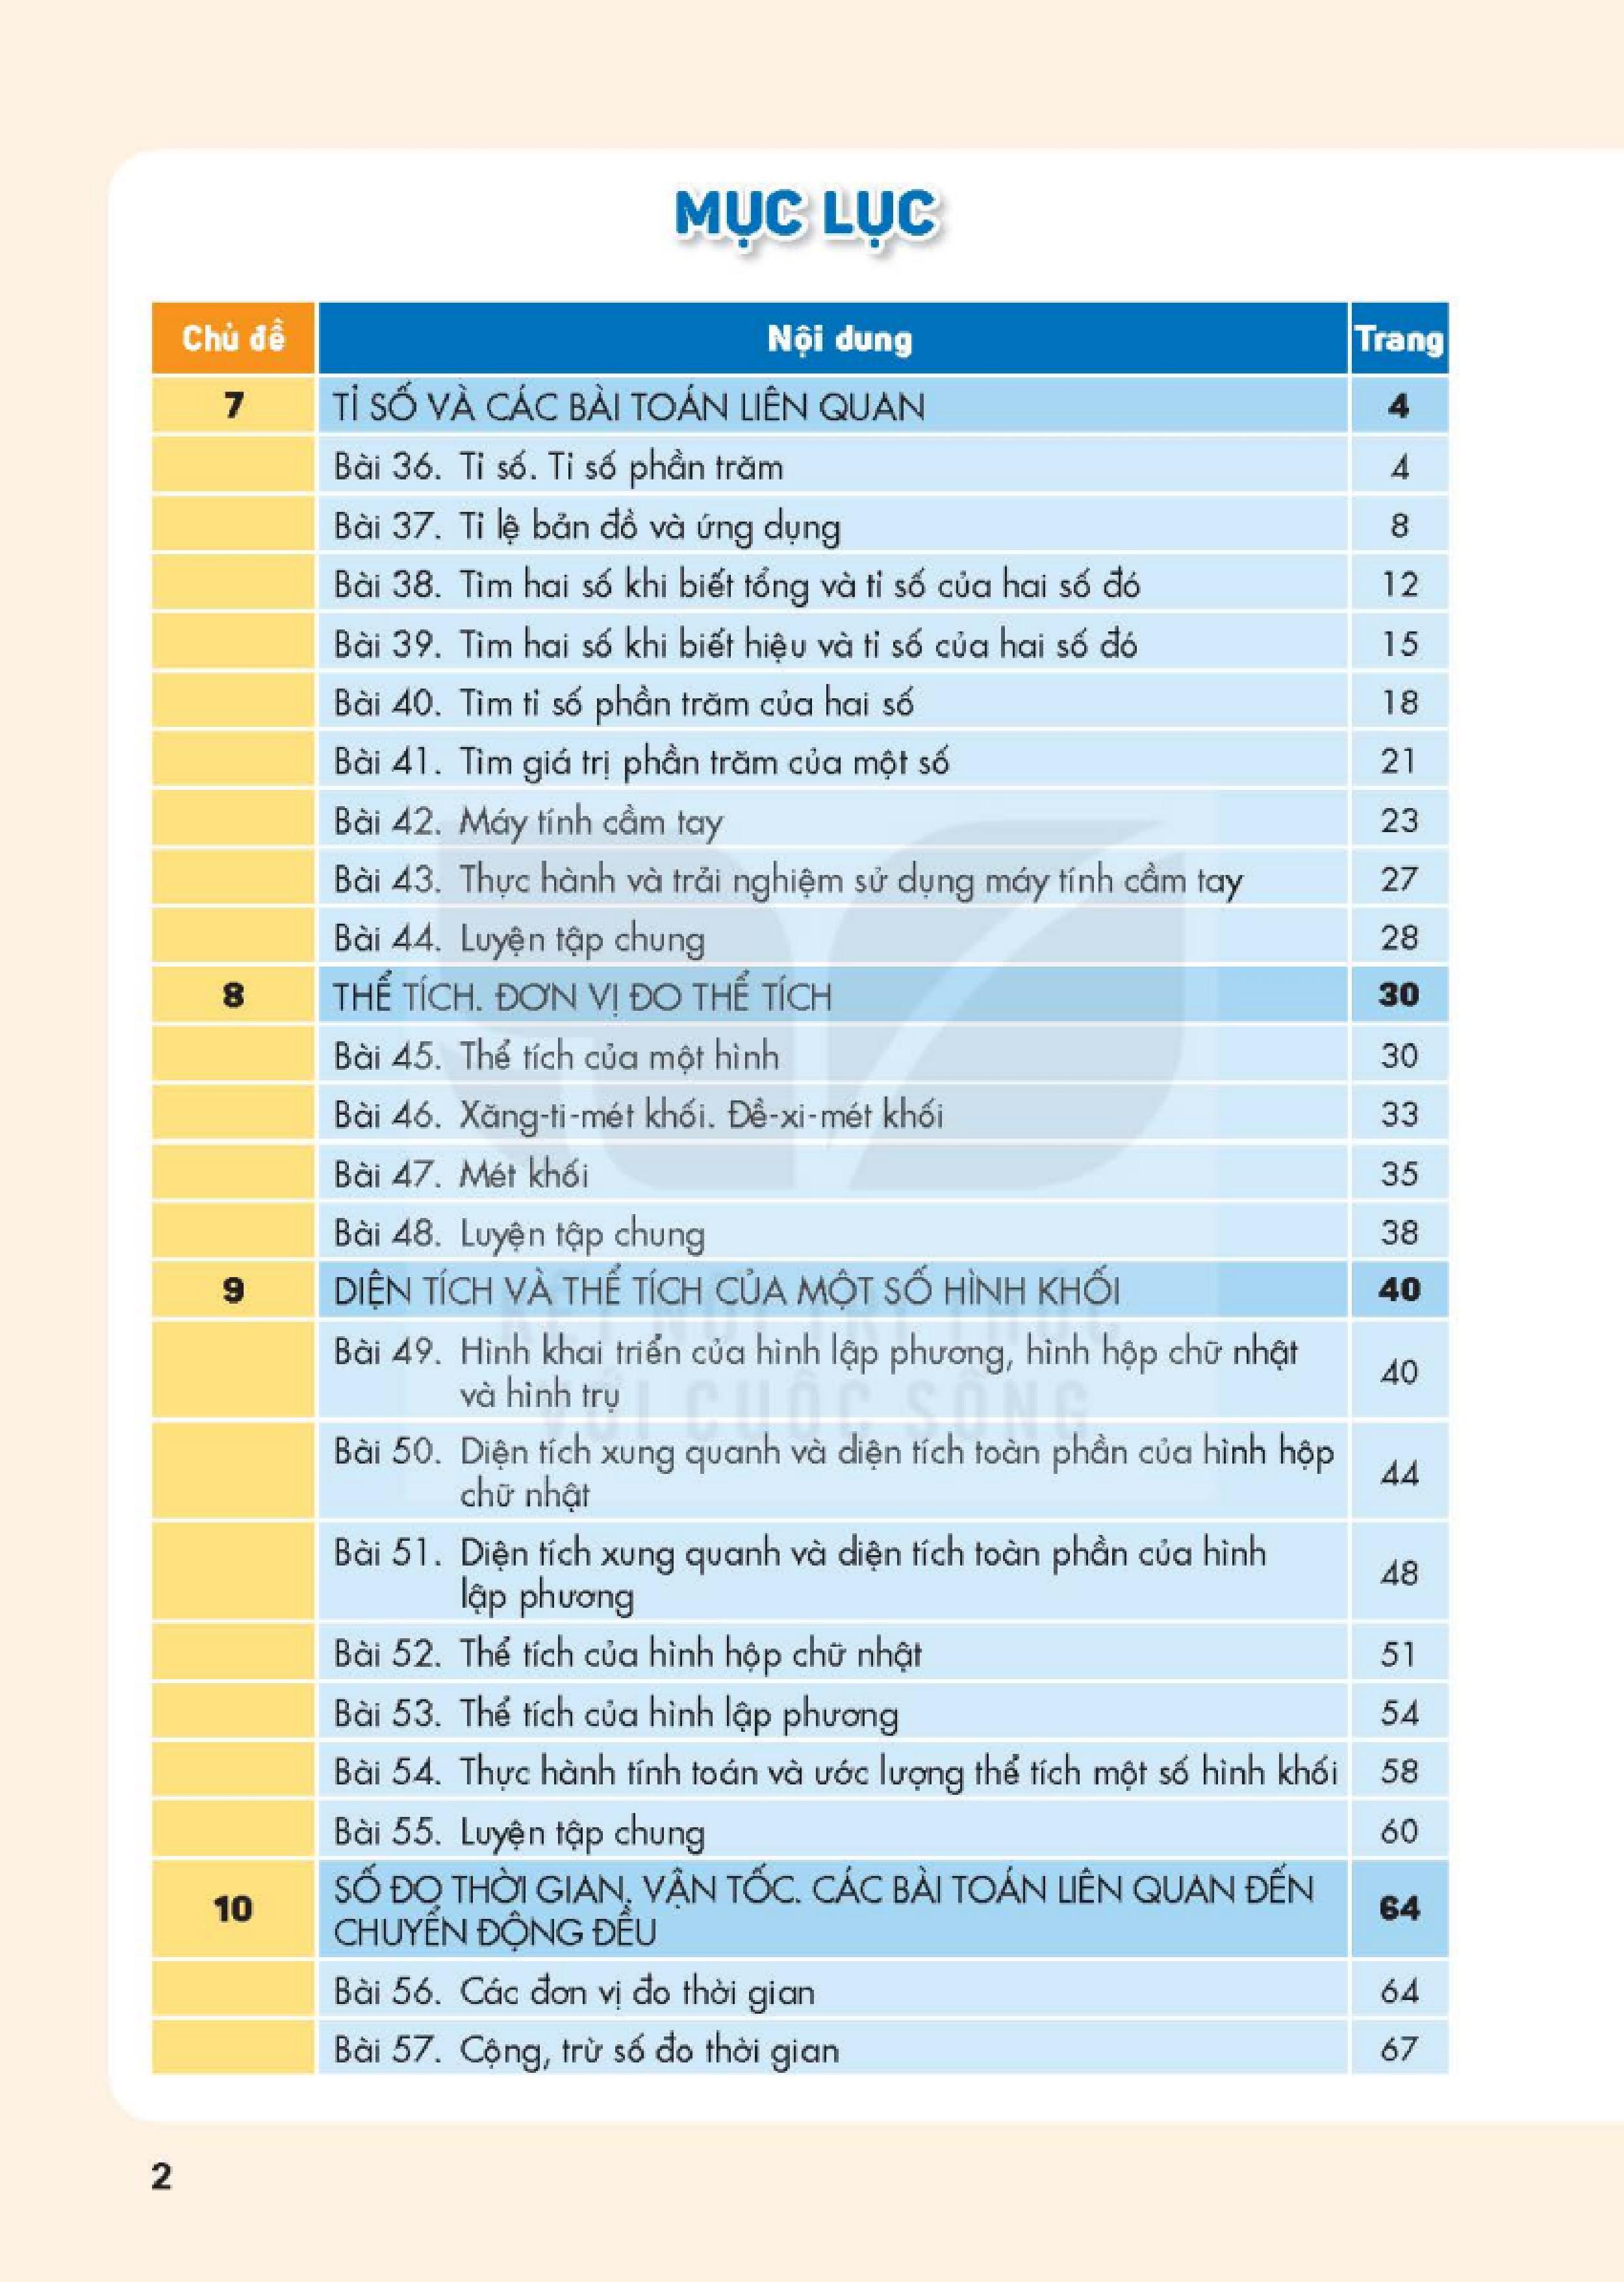 MỤC LỤC
Chủ đề Nội dung Trang
7 TỈ SỐ VÀ CÁC BÀI TOÁN LIÊN QUAN 4
Bài 36. Tỉ số. Tỉ số phần trăm 4
Bài 37. Tỉ lệ bản đồ và ứng dụng 8
Bài 38. Tìm hai số khi biết tổng và tỉ số của hai số đó 12
Bài 39. Tìm hai số khi biết hiệu và tỉ số của hai số đó 15
Bài 40. Tìm tỉ số phần trăm của hai số 18
Bài 41. Tìm giá trị phần trăm của một số 21
Bài 42. Máy tính cầm tay 23
Bài 43. Thực hành và trải nghiệm sử dụng máy tính cầm tay 27
Bài 44. Luyện tập chung 28
8 THỂ TÍCH. ĐƠN VỊ ĐO THỂ TÍCH 30
Bài 45. Thể tích của một hình 30
Bài 46. Xăng-ti-mét khối. Đề-xi-mét khối 33
Bài 47. Mét khối 35
Bài 48. Luyện tập chung 38
9 DIỆN TÍCH VÀ THỂ TÍCH CỦA MỘT SỐ HÌNH KHỐI 40
KẾT NỐI TRI THỨC
Bài 49. Hình khai triển của hình lập phương, hình hộp chữ nhật
và hình trụ 40
VỚI CUỘC SỐNG
Bài 50. Diện tích xung quanh và diện tích toàn phần của hình hộp
chữ nhật 44
Bài 51. Diện tích xung quanh và diện tích toàn phần của hình
lập phương 48
Bài 52. Thể tích của hình hộp chữ nhật 51
Bài 53. Thể tích của hình lập phương 54
Bài 54. Thực hành tính toán và ước lượng thể tích một số hình khối 58
Bài 55. Luyện tập chung 60
10 SỐ ĐO THỜI GIAN. VẬN TỐC. CÁC BÀI TOÁN LIÊN QUAN ĐẾN
CHUYỂN ĐỘNG ĐỀU 64
Bài 56. Các đơn vị đo thời gian 64
Bài 57. Cộng, trừ số đo thời gian 67
2